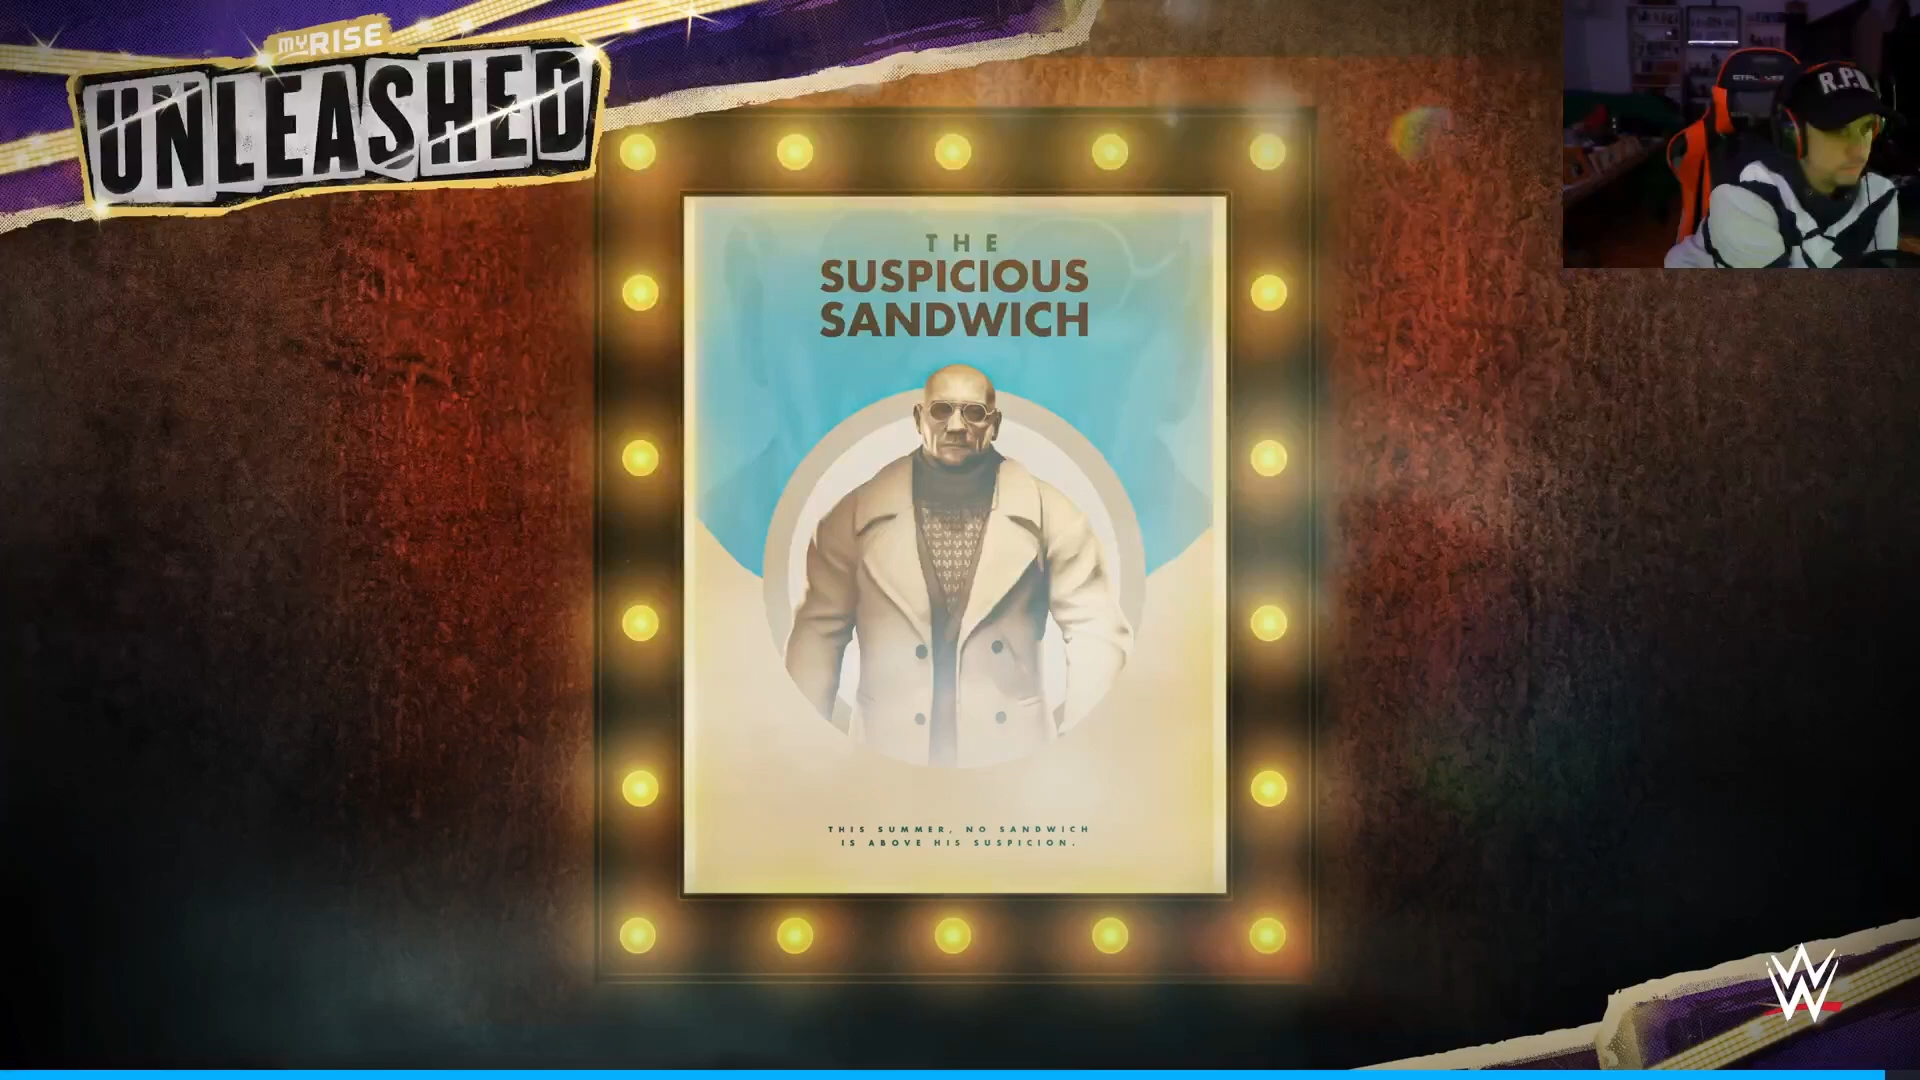 MYRISE
UNLEASHED
THE
SUSPICIOUS
SANDWICH
THIS SUMMER, NO SANDWICH
IS ABOVE HIS SUSPICION.
R.P.
W